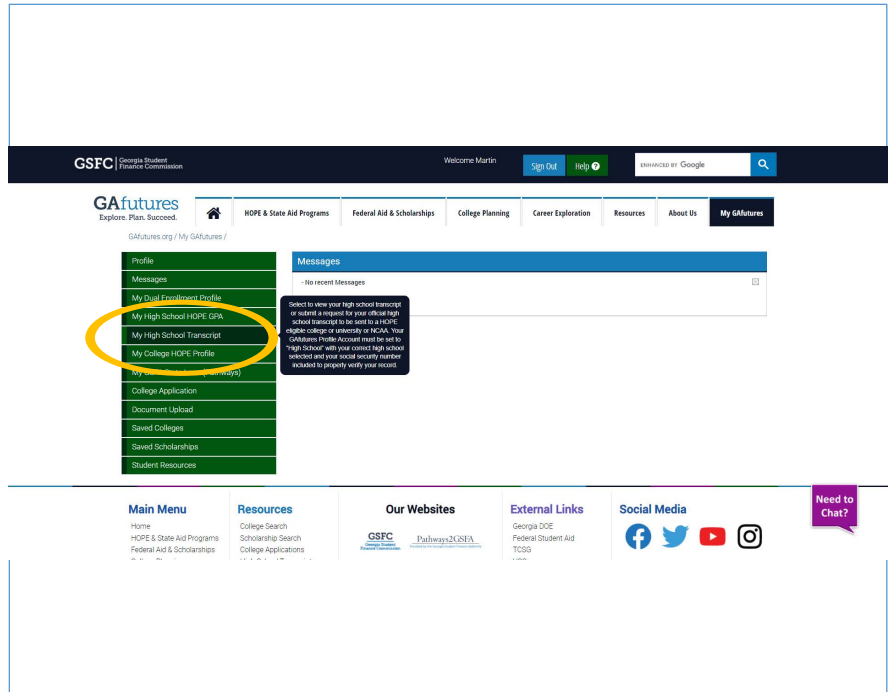 GSFC Georgia Student Finance Commission
Welcome Martin
Sign Out
Help ?
ENHANCED BY Google
GAfutures
Explore. Plan. Succeed.
HOPE & State Aid Programs
Federal Aid & Scholarships
College Planning
Career Exploration
Resources
About Us
My GAfutures
GAfutures.org / My GAfutures /
Profile
Messages
My Dual Enrollment Profile
My High School HOPE GPA
My High School Transcript
My College HOPE Profile
College Application
Document Upload
Saved Colleges
Saved Scholarships
Student Resources
Messages
- No recent Messages
Select to view your high school transcript
or submit a request for your official high
school transcript to be sent to a HOPE
eligible college or university or NCAA. Your
GAfutures Profile Account must be set to
"High School" with your correct high school
selected and your social security number
included to properly verify your record.
Main Menu
Home
HOPE & State Aid Programs
Federal Aid & Scholarships
Resources
College Search
Scholarship Search
College Applications
Our Websites
GSFC
Pathways2GSFA
External Links
Georgia DOE
Federal Student Aid
TCSG
Social Media
Need to
Chat?